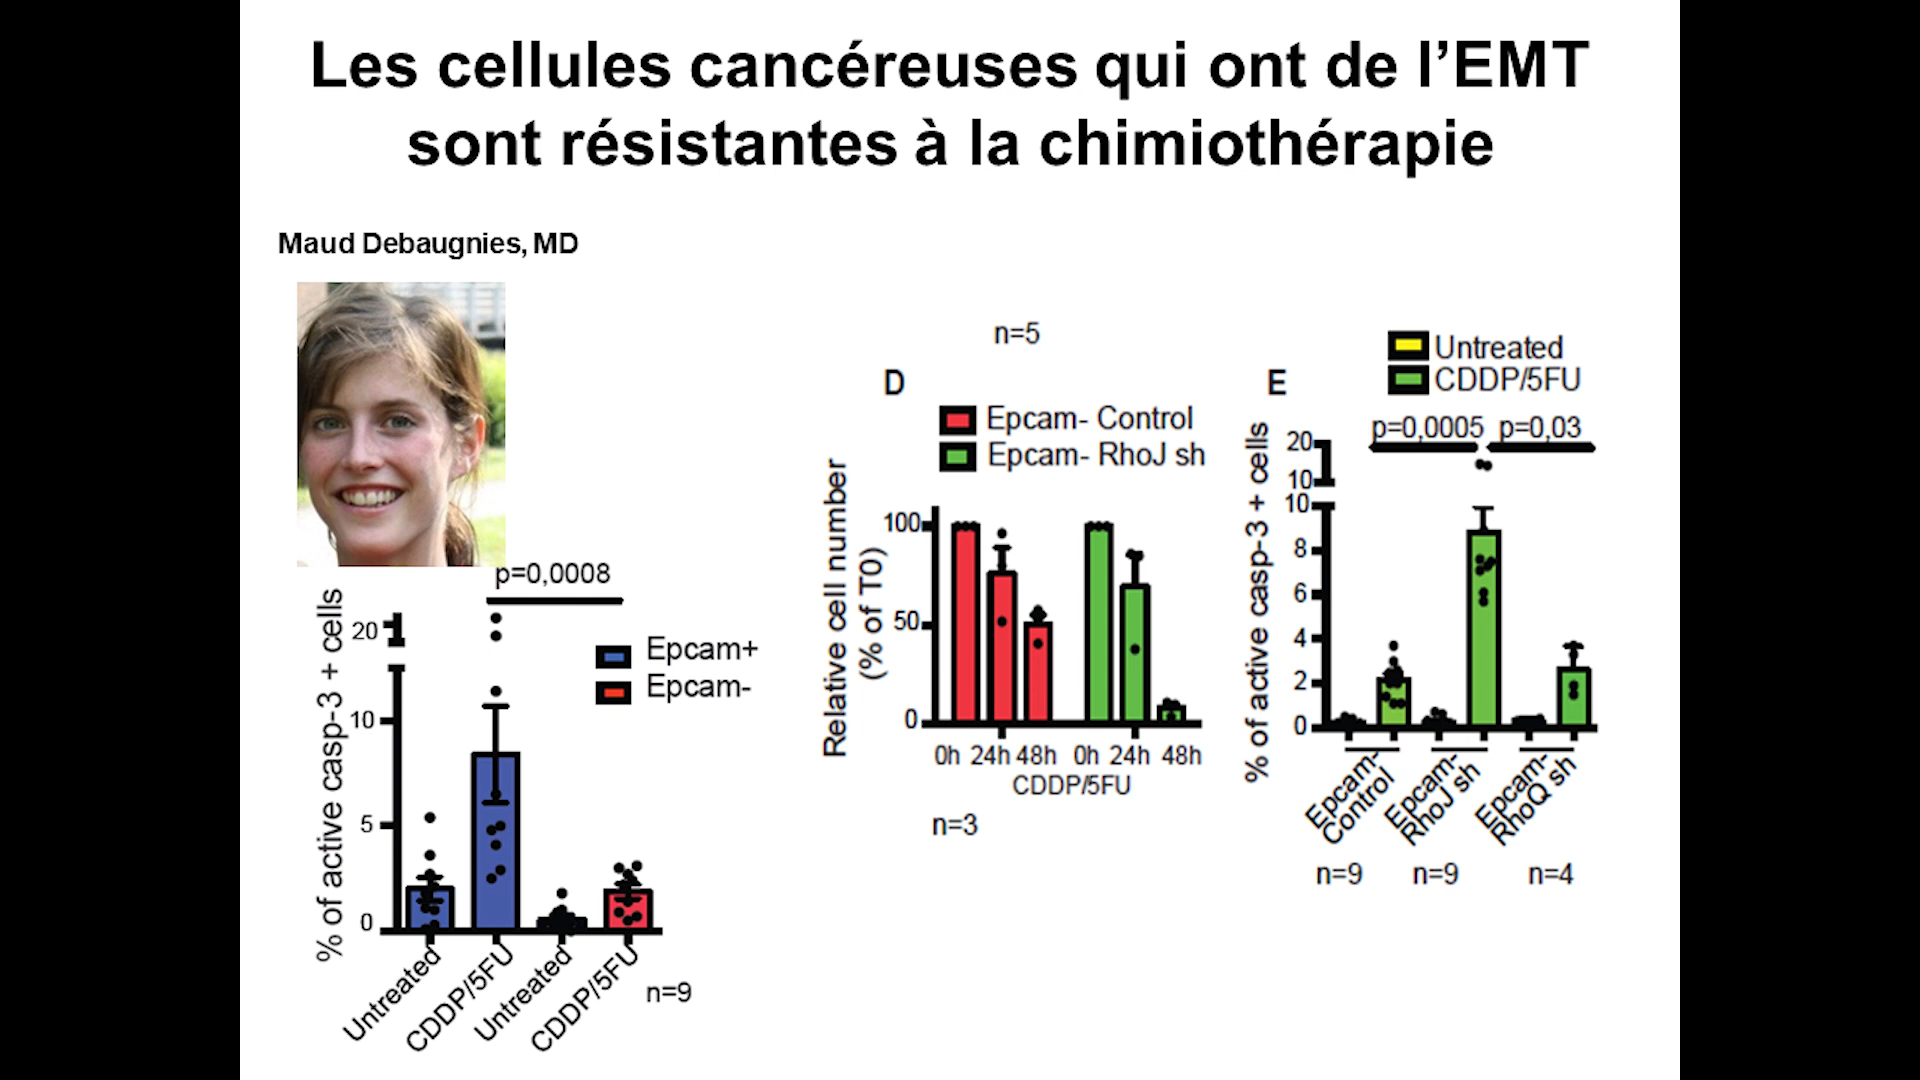 Les cellules cancéreuses qui ont de l’EMT
sont résistantes à la chimiothérapie
Maud Debaugnies, MD
p=0,0008
% of active casp-3 + cells
20
10
5
0
Epcam+
Epcam-
Untreated
CDDP/5FU
Untreated
CDDP/5FU
n=9
n=5
D
Epcam- Control
Epcam- RhoJ sh
Relative cell number
(% of T0)
100
50
0
0h 24h 48h 0h 24h 48h
CDDP/5FU
n=3
E
Untreated
CDDP/5FU
p=0,0005 p=0,03
% of active casp-3 + cells
20
10
10
8
6
4
2
0
Epcam-
Control
Epcam-
RhoJ sh
Epcam-
RhoQ sh
n=9 n=9 n=4